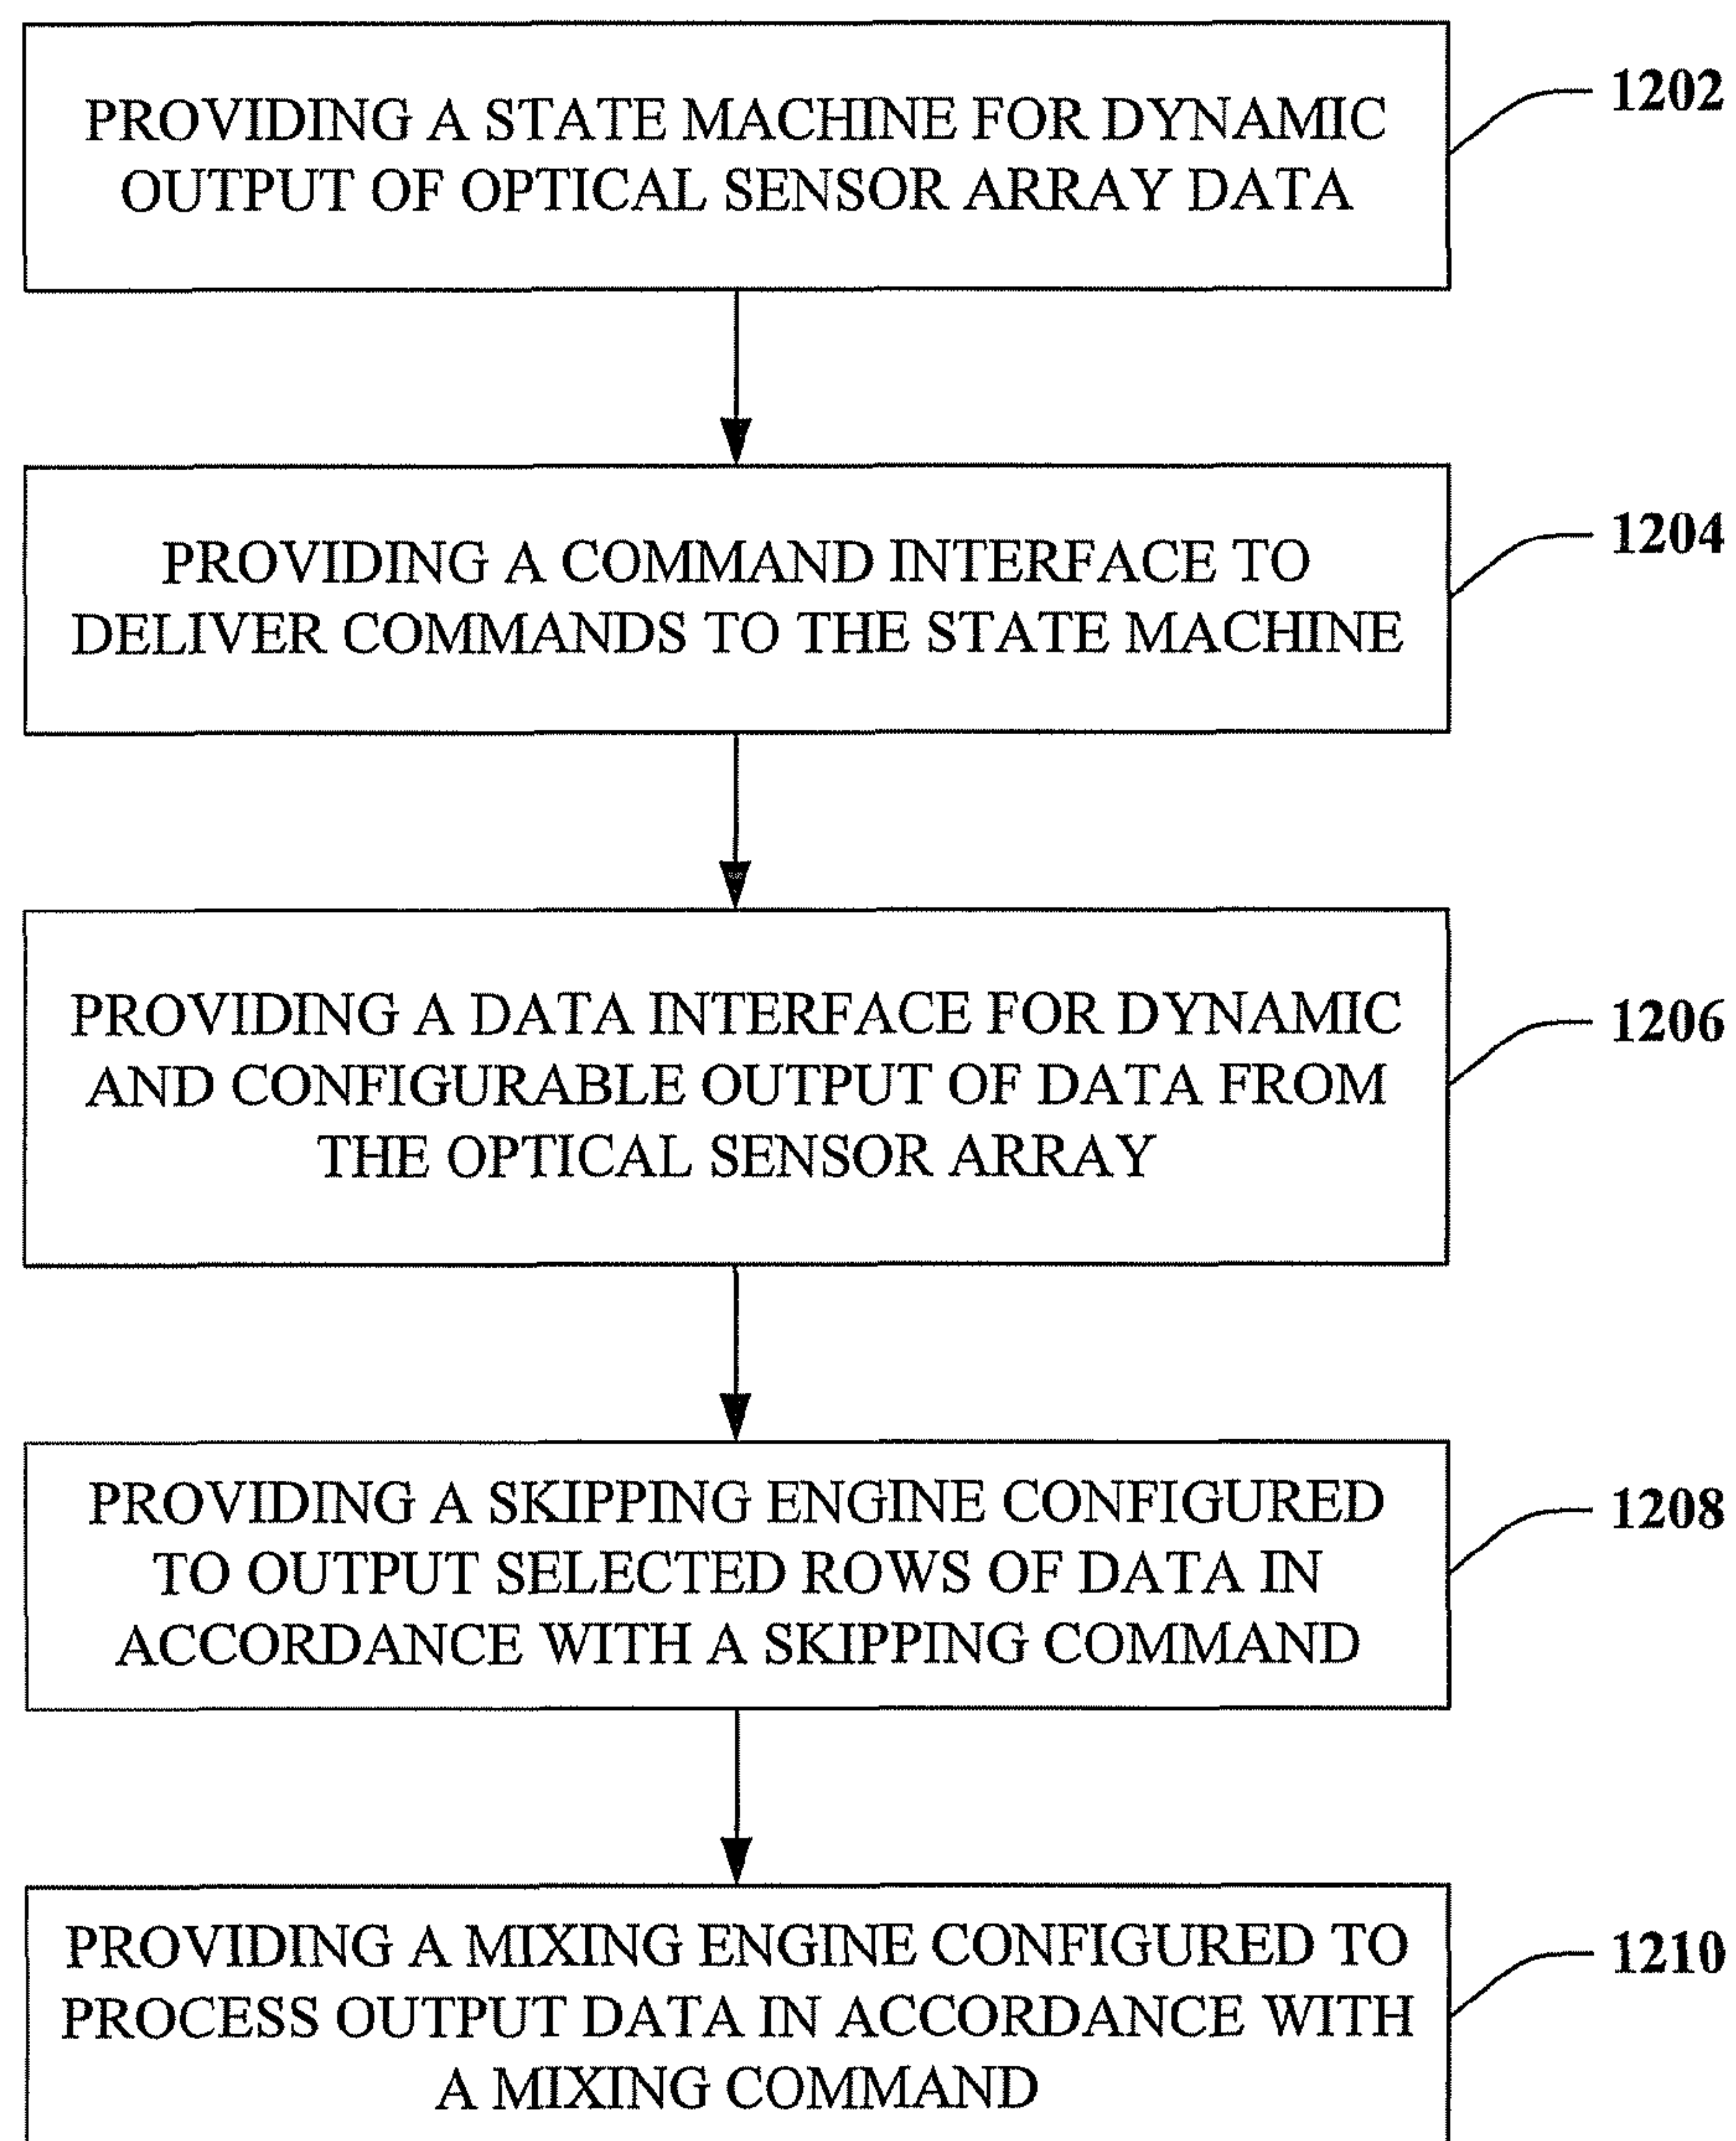 PROVIDING A STATE MACHINE FOR DYNAMIC
OUTPUT OF OPTICAL SENSOR ARRAY DATA
1202
PROVIDING A COMMAND INTERFACE TO
DELIVER COMMANDS TO THE STATE MACHINE
1204
PROVIDING A DATA INTERFACE FOR DYNAMIC
AND CONFIGURABLE OUTPUT OF DATA FROM
THE OPTICAL SENSOR ARRAY
1206
PROVIDING A SKIPPING ENGINE CONFIGURED
TO OUTPUT SELECTED ROWS OF DATA IN
ACCORDANCE WITH A SKIPPING COMMAND
1208
PROVIDING A MIXING ENGINE CONFIGURED TO
PROCESS OUTPUT DATA IN ACCORDANCE WITH
A MIXING COMMAND
1210